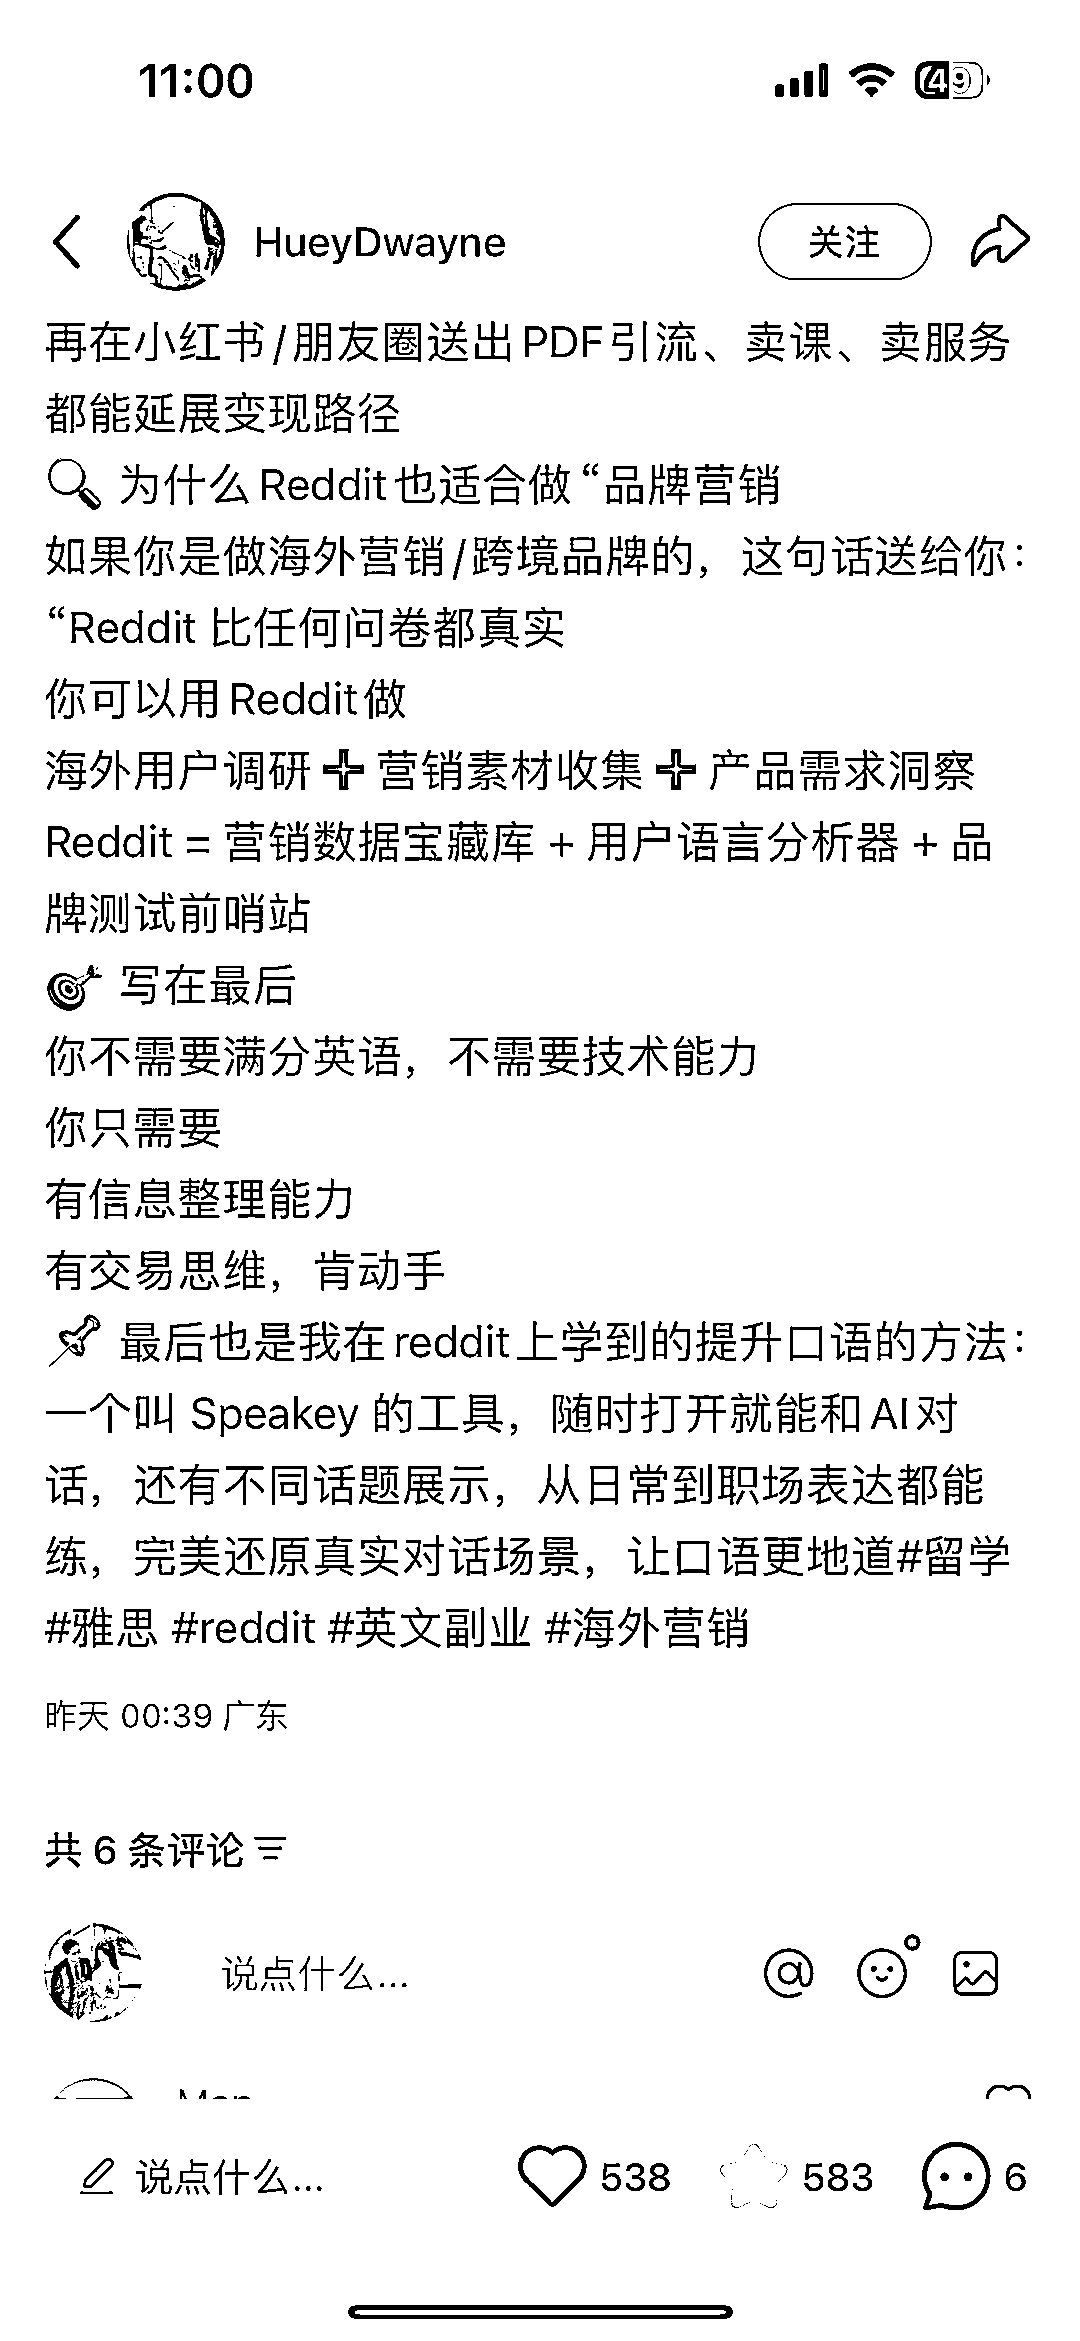 11:00
49
HueyDwayne
关注
再在小红书/朋友圈送出PDF引流、卖课、卖服务
都能延展变现路径
🔍 为什么Reddit也适合做“品牌营销
如果你是做海外营销/跨境品牌的，这句话送给你：
“Reddit 比任何问卷都真实
你可以用Reddit做
海外用户调研 ➕ 营销素材收集 ➕ 产品需求洞察
Reddit = 营销数据宝藏库 + 用户语言分析器 + 品
牌测试前哨站
🎯 写在最后
你不需要满分英语，不需要技术能力
你只需要
有信息整理能力
有交易思维，肯动手
📌 最后也是我在reddit上学到的提升口语的方法：
一个叫 Speakey 的工具，随时打开就能和AI对
话，还有不同话题展示，从日常到职场表达都能
练，完美还原真实对话场景，让口语更地道#留学
#雅思 #reddit #英文副业 #海外营销
昨天 00:39 广东
共 6 条评论
说点什么...
说点什么...
538
583
6